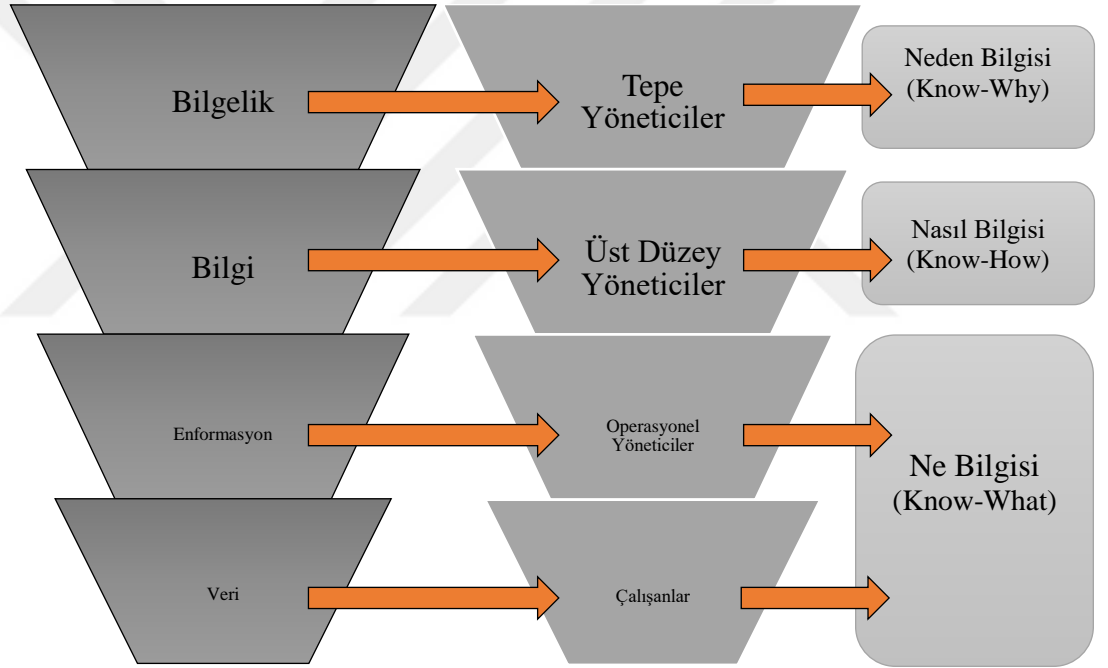 Bilgelik
Tepe
Yöneticiler
Neden Bilgisi
(Know-Why)
Bilgi
Üst Düzey
Yöneticiler
Nasıl Bilgisi
(Know-How)
Enformasyon
Operasyonel
Yöneticiler
Ne Bilgisi
(Know-What)
Veri
Çalışanlar